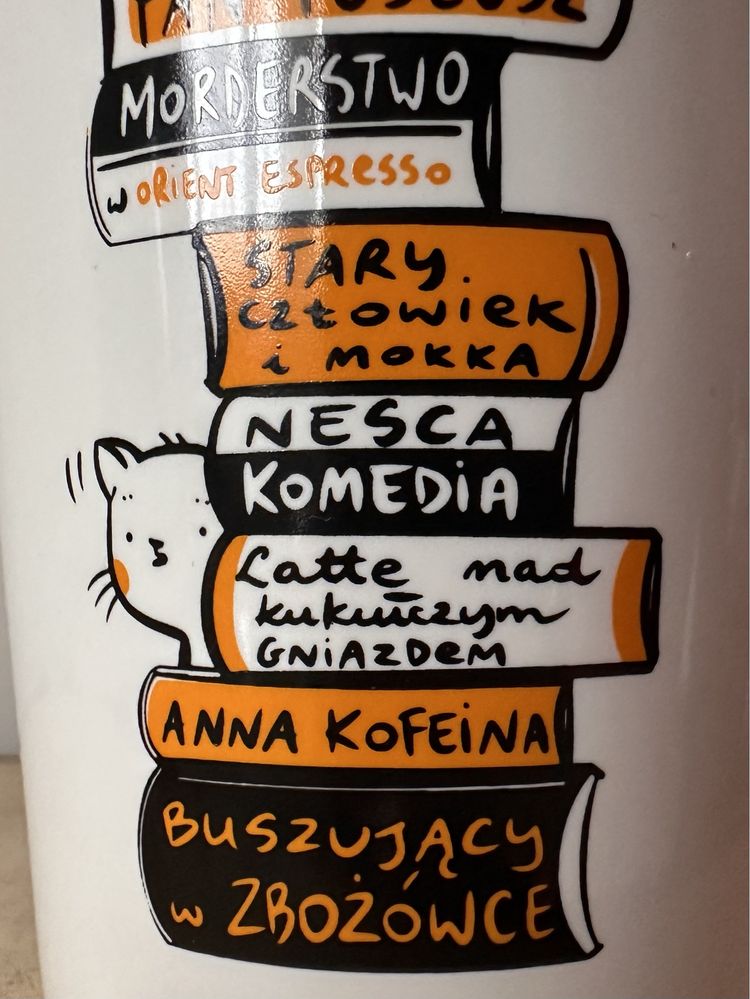 MORDERSTWO
w ORIENT ESPRESSO
STARY
człowiek
i MOKKA
NESCA
KOMEDiA
Latte nad
kukułczym
GNiAZDeM
ANNA KOFEiNA
BUSZUJĄCY
w ZBOŻÓWCE